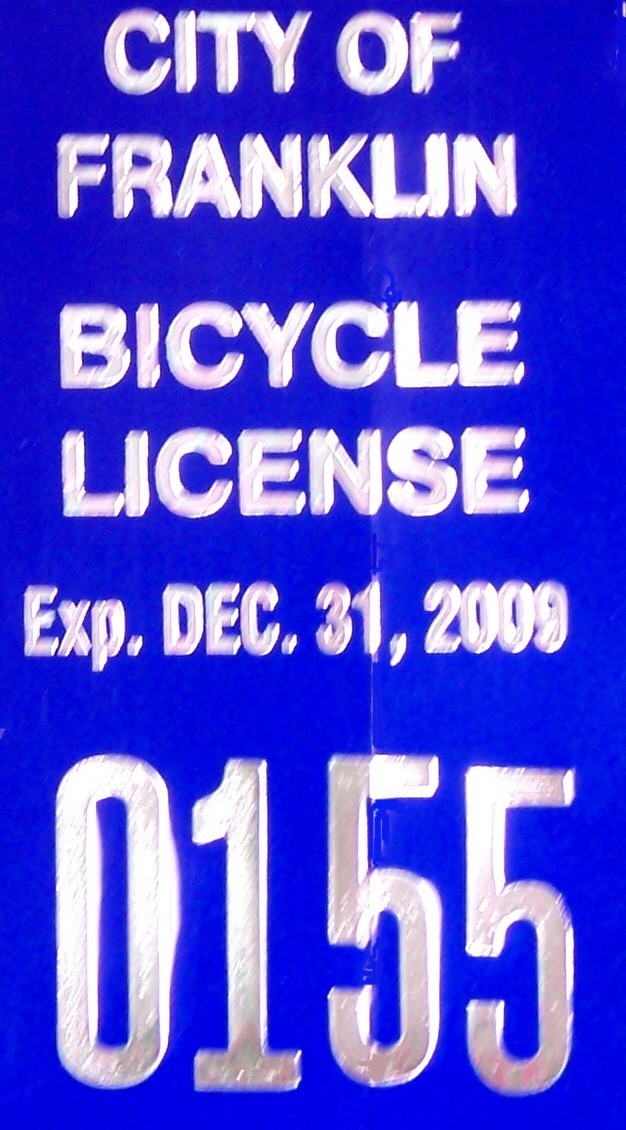 CITY OF
FRANKLIN
BICYCLE
LICENSE
Exp. DEC. 31, 2009
0155